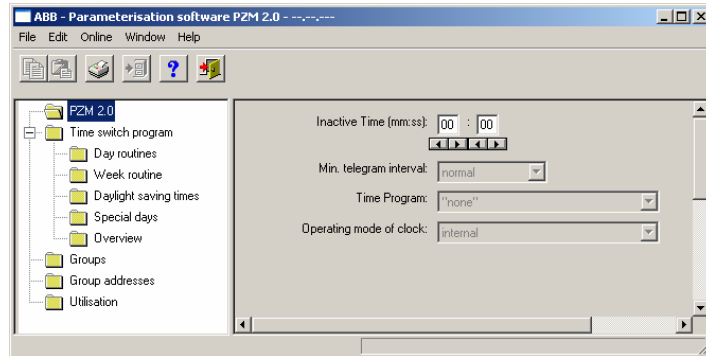 ABB - Parameterisation software PZM 2.0 - --,--,---
File Edit Online Window Help
?
PZM 2.0
Time switch program
Day routines
Week routine
Daylight saving times
Special days
Overview
Groups
Group addresses
Utilisation
Inactive Time (mm:ss): 00 : 00
Min. telegram interval: normal
Time Program: "none"
Operating mode of clock: internal